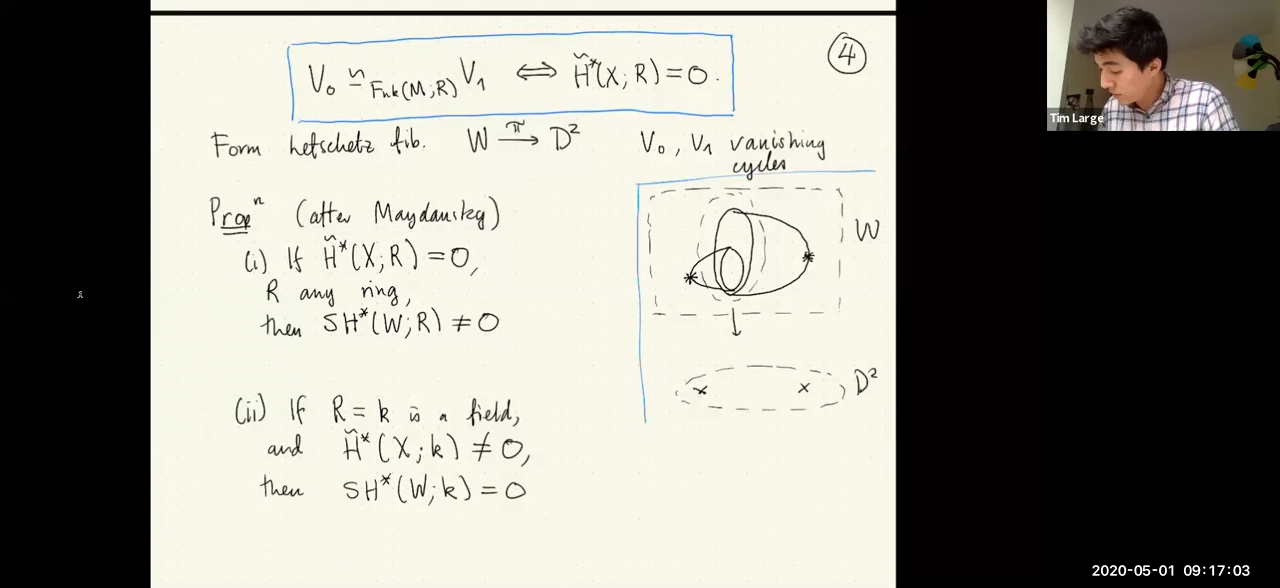 V₀ ≃_{Fuk(M;R)} V₁ ⟺ H̃*(X;R) = 0.
④
Form Lefschetz fib. W →^π D² V₀, V₁ vanishing
cycles
Propⁿ (after Maydanskiy)
(i) If H̃*(X;R) = 0,
R any ring,
then SH*(W;R) ≠ 0
W
D²
(ii) If R = k is a field,
and H̃*(X;k) ≠ 0,
then SH*(W;k) = 0
Tim Large
2020-05-01 09:17:03